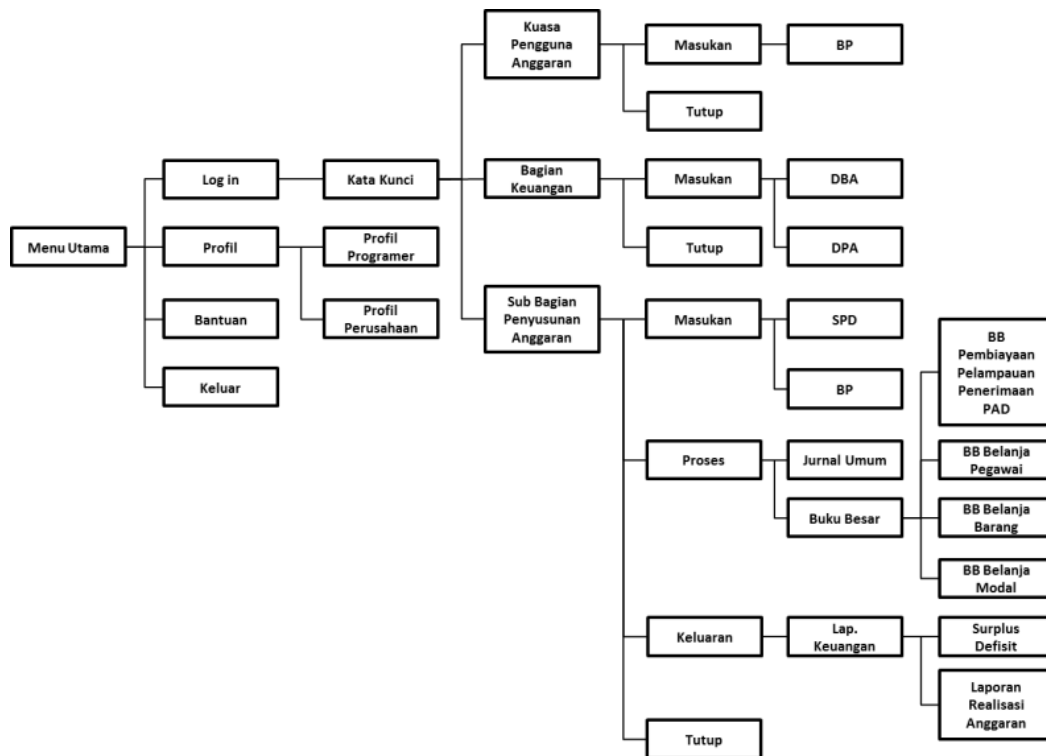 Kuasa
Pengguna
Anggaran
Masukan
BP
Tutup
Log in
Kata Kunci
Bagian
Keuangan
Masukan
DBA
Menu Utama
Profil
Profil
Programer
Tutup
DPA
Bantuan
Profil
Perusahaan
Sub Bagian
Penyusunan
Anggaran
Masukan
SPD
BB
Pembiayaan
Pelampauan
Penerimaan
PAD
Keluar
BP
Proses
Jurnal Umum
BB Belanja
Pegawai
Buku Besar
BB Belanja
Barang
BB Belanja
Modal
Keluaran
Lap.
Keuangan
Surplus
Defisit
Laporan
Realisasi
Anggaran
Tutup